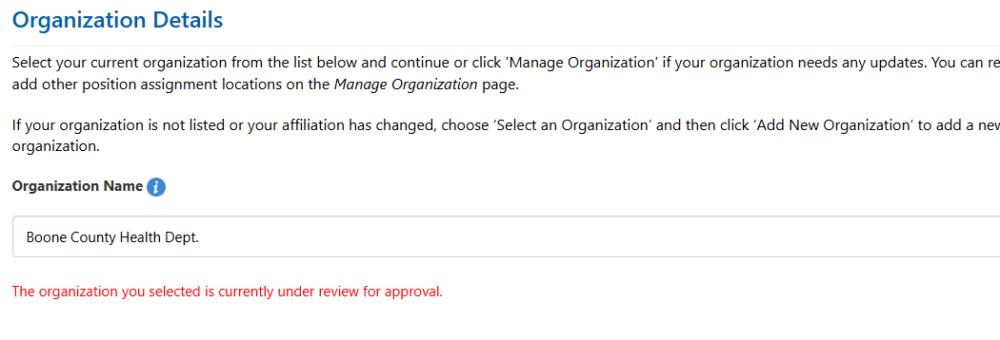 Organization Details
Select your current organization from the list below and continue or click 'Manage Organization' if your organization needs any updates. You can re
add other position assignment locations on the Manage Organization page.
If your organization is not listed or your affiliation has changed, choose ‘Select an Organization’ and then click ‘Add New Organization’ to add a new
organization.
Organization Name i
Boone County Health Dept.
The organization you selected is currently under review for approval.